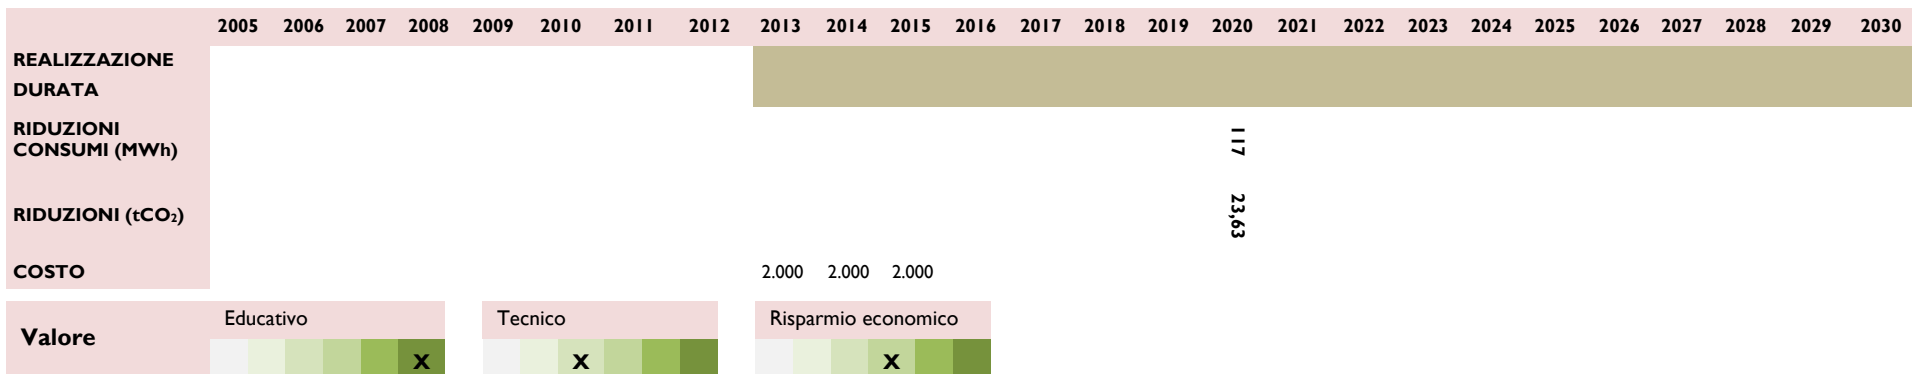 2005 2006 2007 2008 2009 2010 2011 2012 2013 2014 2015 2016 2017 2018 2019 2020 2021 2022 2023 2024 2025 2026 2027 2028 2029 2030
REALIZZAZIONE
DURATA
RIDUZIONI
CONSUMI (MWh) 117
RIDUZIONI (tCO₂) 23,63
COSTO 2.000 2.000 2.000
Valore Educativo Tecnico Risparmio economico
X X X